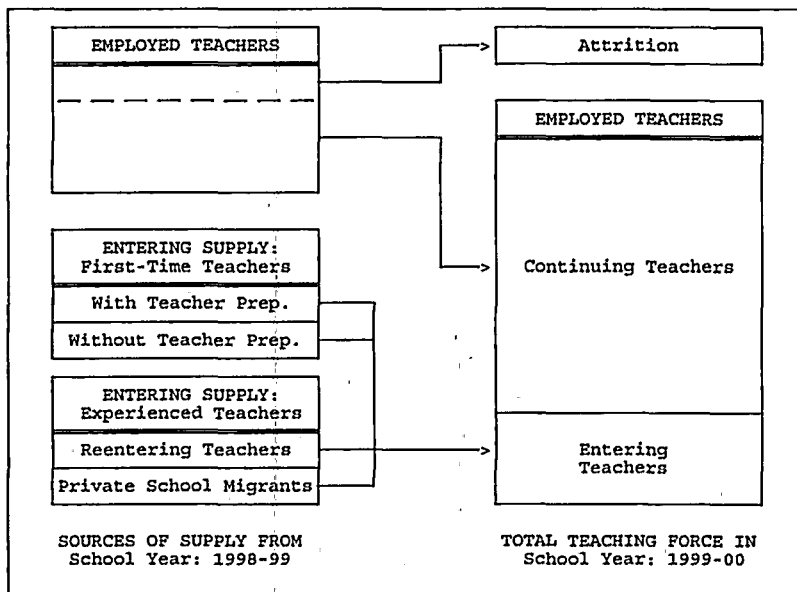 EMPLOYED TEACHERS
ENTERING SUPPLY:
First-Time Teachers
With Teacher Prep.
Without Teacher Prep.
ENTERING SUPPLY:
Experienced Teachers
Reentering Teachers
Private School Migrants
SOURCES OF SUPPLY FROM
School Year: 1998-99
Attrition
EMPLOYED TEACHERS
Continuing Teachers
Entering
Teachers
TOTAL TEACHING FORCE IN
School Year: 1999-00